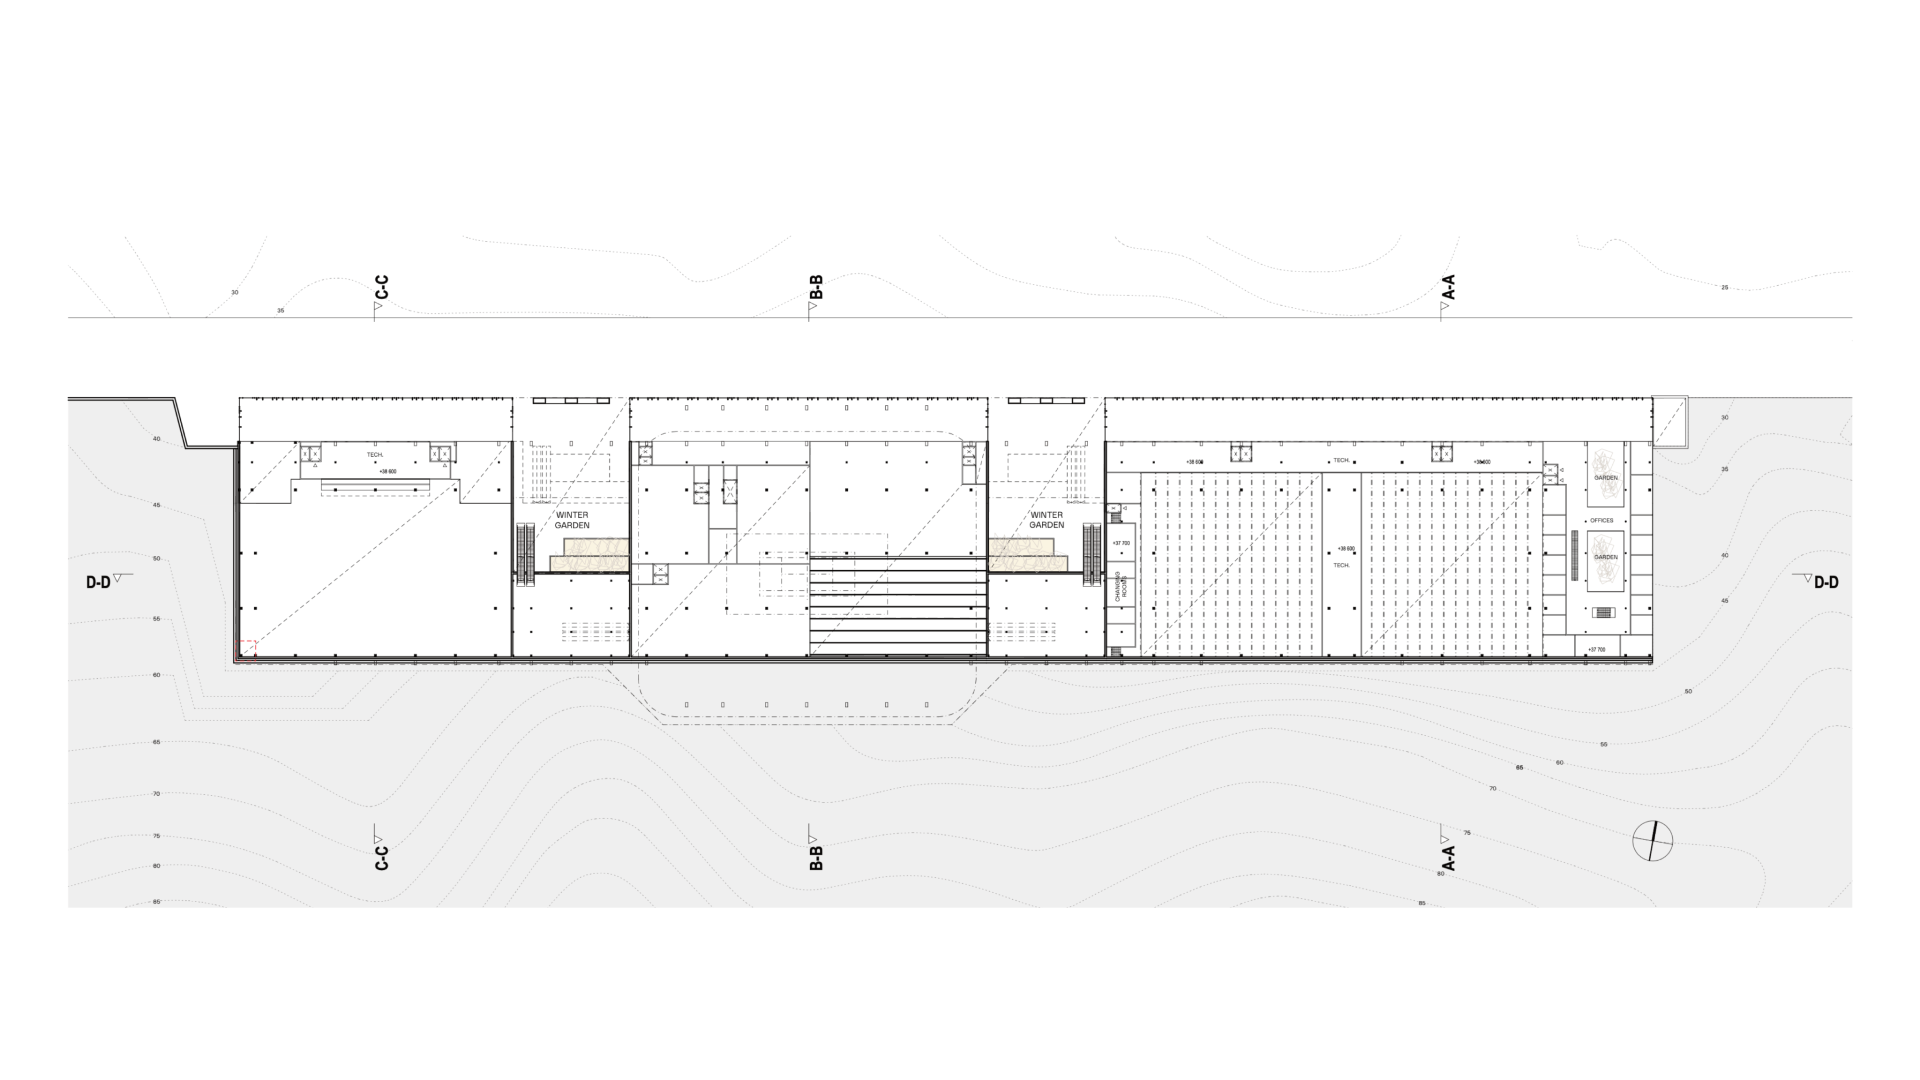 C-C
B-B
A-A
30
35
25
30
40
TECH.
+38 600
+38 600
TECH.
+38 600
35
GARDEN
45
WINTER
GARDEN
WINTER
GARDEN
OFFICES
50
+37 700
+38 600
TECH.
GARDEN
40
D-D
D-D
CHANGING
ROOMS
45
55
+37 700
60
50
65
55
60
65
70
70
75
75
C-C
B-B
A-A
80
80
85
85